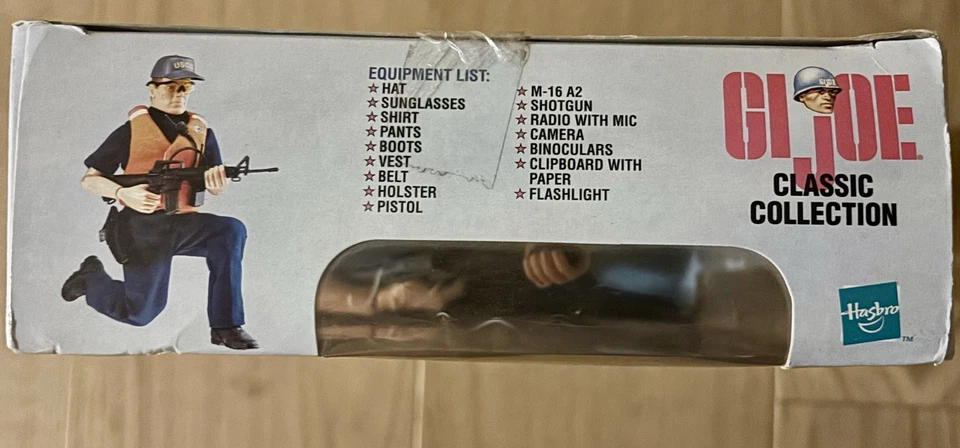 USCG
EQUIPMENT LIST:
☆ HAT
☆ SUNGLASSES
☆ SHIRT
☆ PANTS
☆ BOOTS
☆ VEST
☆ BELT
☆ HOLSTER
☆ PISTOL
☆ M-16 A2
☆ SHOTGUN
☆ RADIO WITH MIC
☆ CAMERA
☆ BINOCULARS
☆ CLIPBOARD WITH
PAPER
☆ FLASHLIGHT
GI JOE
CLASSIC
COLLECTION
Hasbro
TM